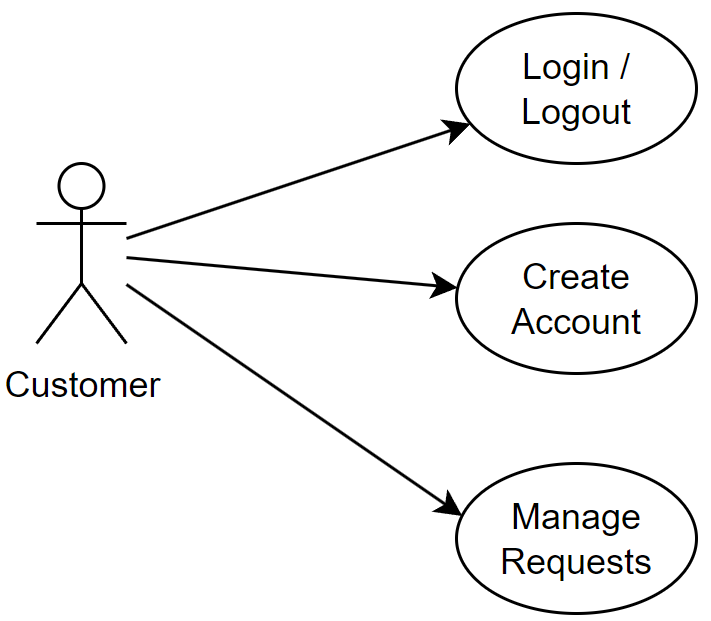 Login /
Logout
Create
Account
Customer
Manage
Requests